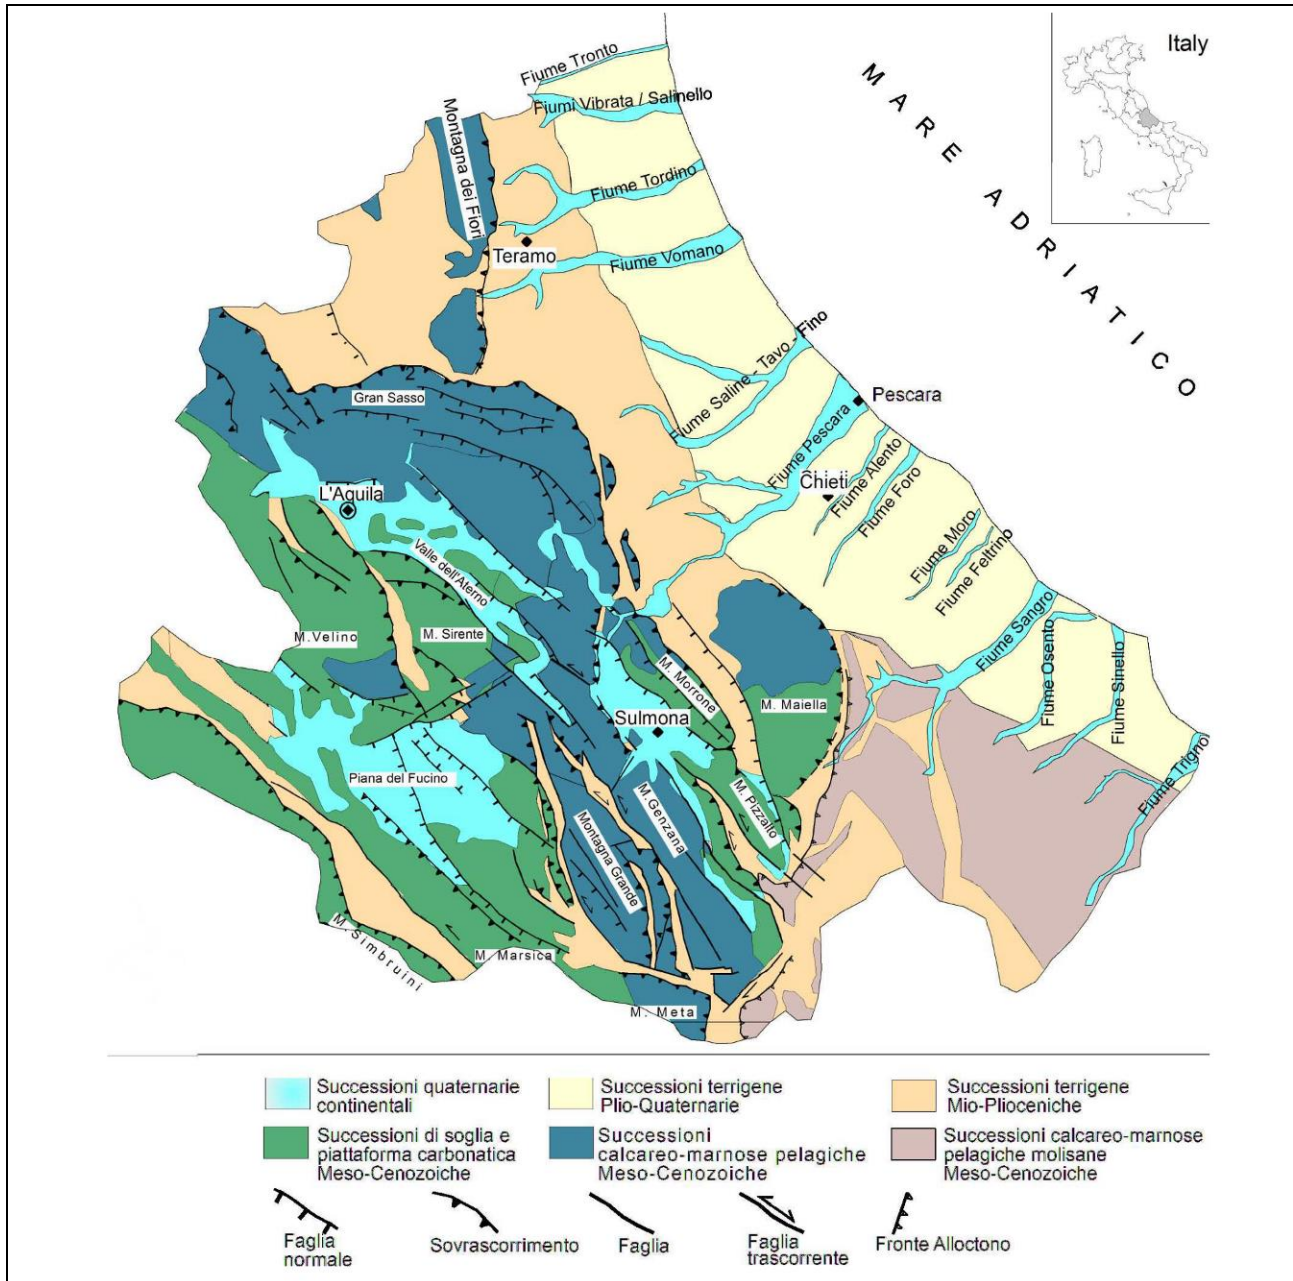 Italy
MARE ADRIATICO
Fiume Tronto
Fiumi Vibrata / Salinello
Montagna dei Fiori
Fiume Tordino
Teramo
Fiume Vomano
Fiume Saline - Tavo - Fino
2
Gran Sasso
Pescara
Fiume Pescara
Chieti
Fiume Alento
Fiume Foro
L'Aquila
Fiume Moro
Fiume Feltrino
Valle dell'Aterno
M.Velino
M. Sirente
Fiume Sangro
Fiume Osento
Fiume Sinello
Fiume Trigno
M. Morrone
M. Maiella
Sulmona
Piana del Fucino
M.Genzana
M. Pizzalto
Montagna Grande
M. Simbruini
M. Marsica
M. Meta
Successioni quaternarie
continentali
Successioni terrigene
Plio-Quaternarie
Successioni terrigene
Mio-Plioceniche
Successioni di soglia e
piattaforma carbonatica
Meso-Cenozoiche
Successioni
calcareo-marnose pelagiche
Meso-Cenozoiche
Successioni calcareo-marnose
pelagiche molisane
Meso-Cenozoiche
Faglia
normale
Sovrascorrimento
Faglia
Faglia
trascorrente
Fronte Alloctono